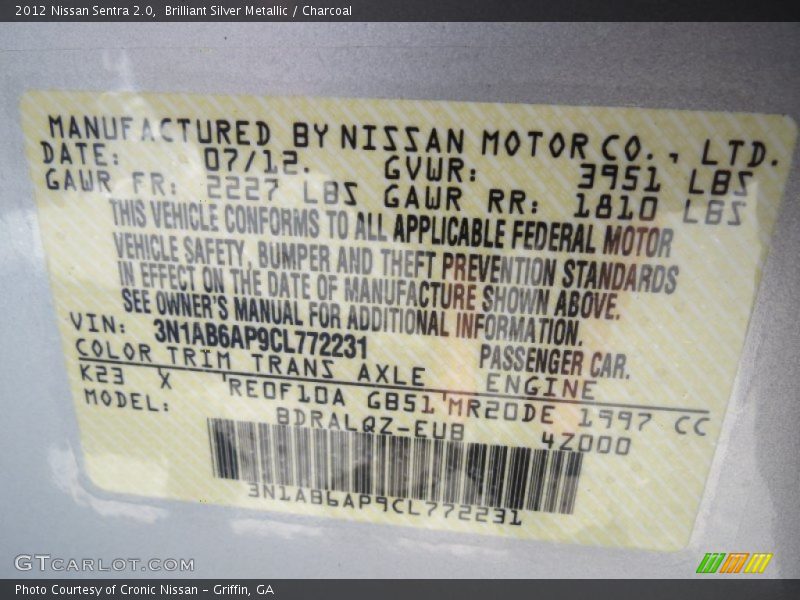 2012 Nissan Sentra 2.0, Brilliant Silver Metallic / Charcoal
MANUFACTURED BY NISSAN MOTOR CO., LTD.
DATE: 07/12. GVWR: 3951 LBS
GAWR FR: 2227 LBS GAWR RR: 1810 LBS
THIS VEHICLE CONFORMS TO ALL APPLICABLE FEDERAL MOTOR
VEHICLE SAFETY, BUMPER AND THEFT PREVENTION STANDARDS
IN EFFECT ON THE DATE OF MANUFACTURE SHOWN ABOVE.
SEE OWNER'S MANUAL FOR ADDITIONAL INFORMATION.
VIN: 3N1AB6AP9CL772231 PASSENGER CAR.
COLOR TRIM TRANS AXLE ENGINE
K23 X 'RE0F10A GB51'MR20DE 1997 CC
MODEL: BDRALQZ-EUB 4Z000
3N1AB6AP9CL772231
GTCARLOT.COM
Photo Courtesy of Cronic Nissan - Griffin, GA